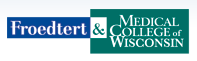 Froedtert & MEDICAL
COLLEGE of
WISCONSIN